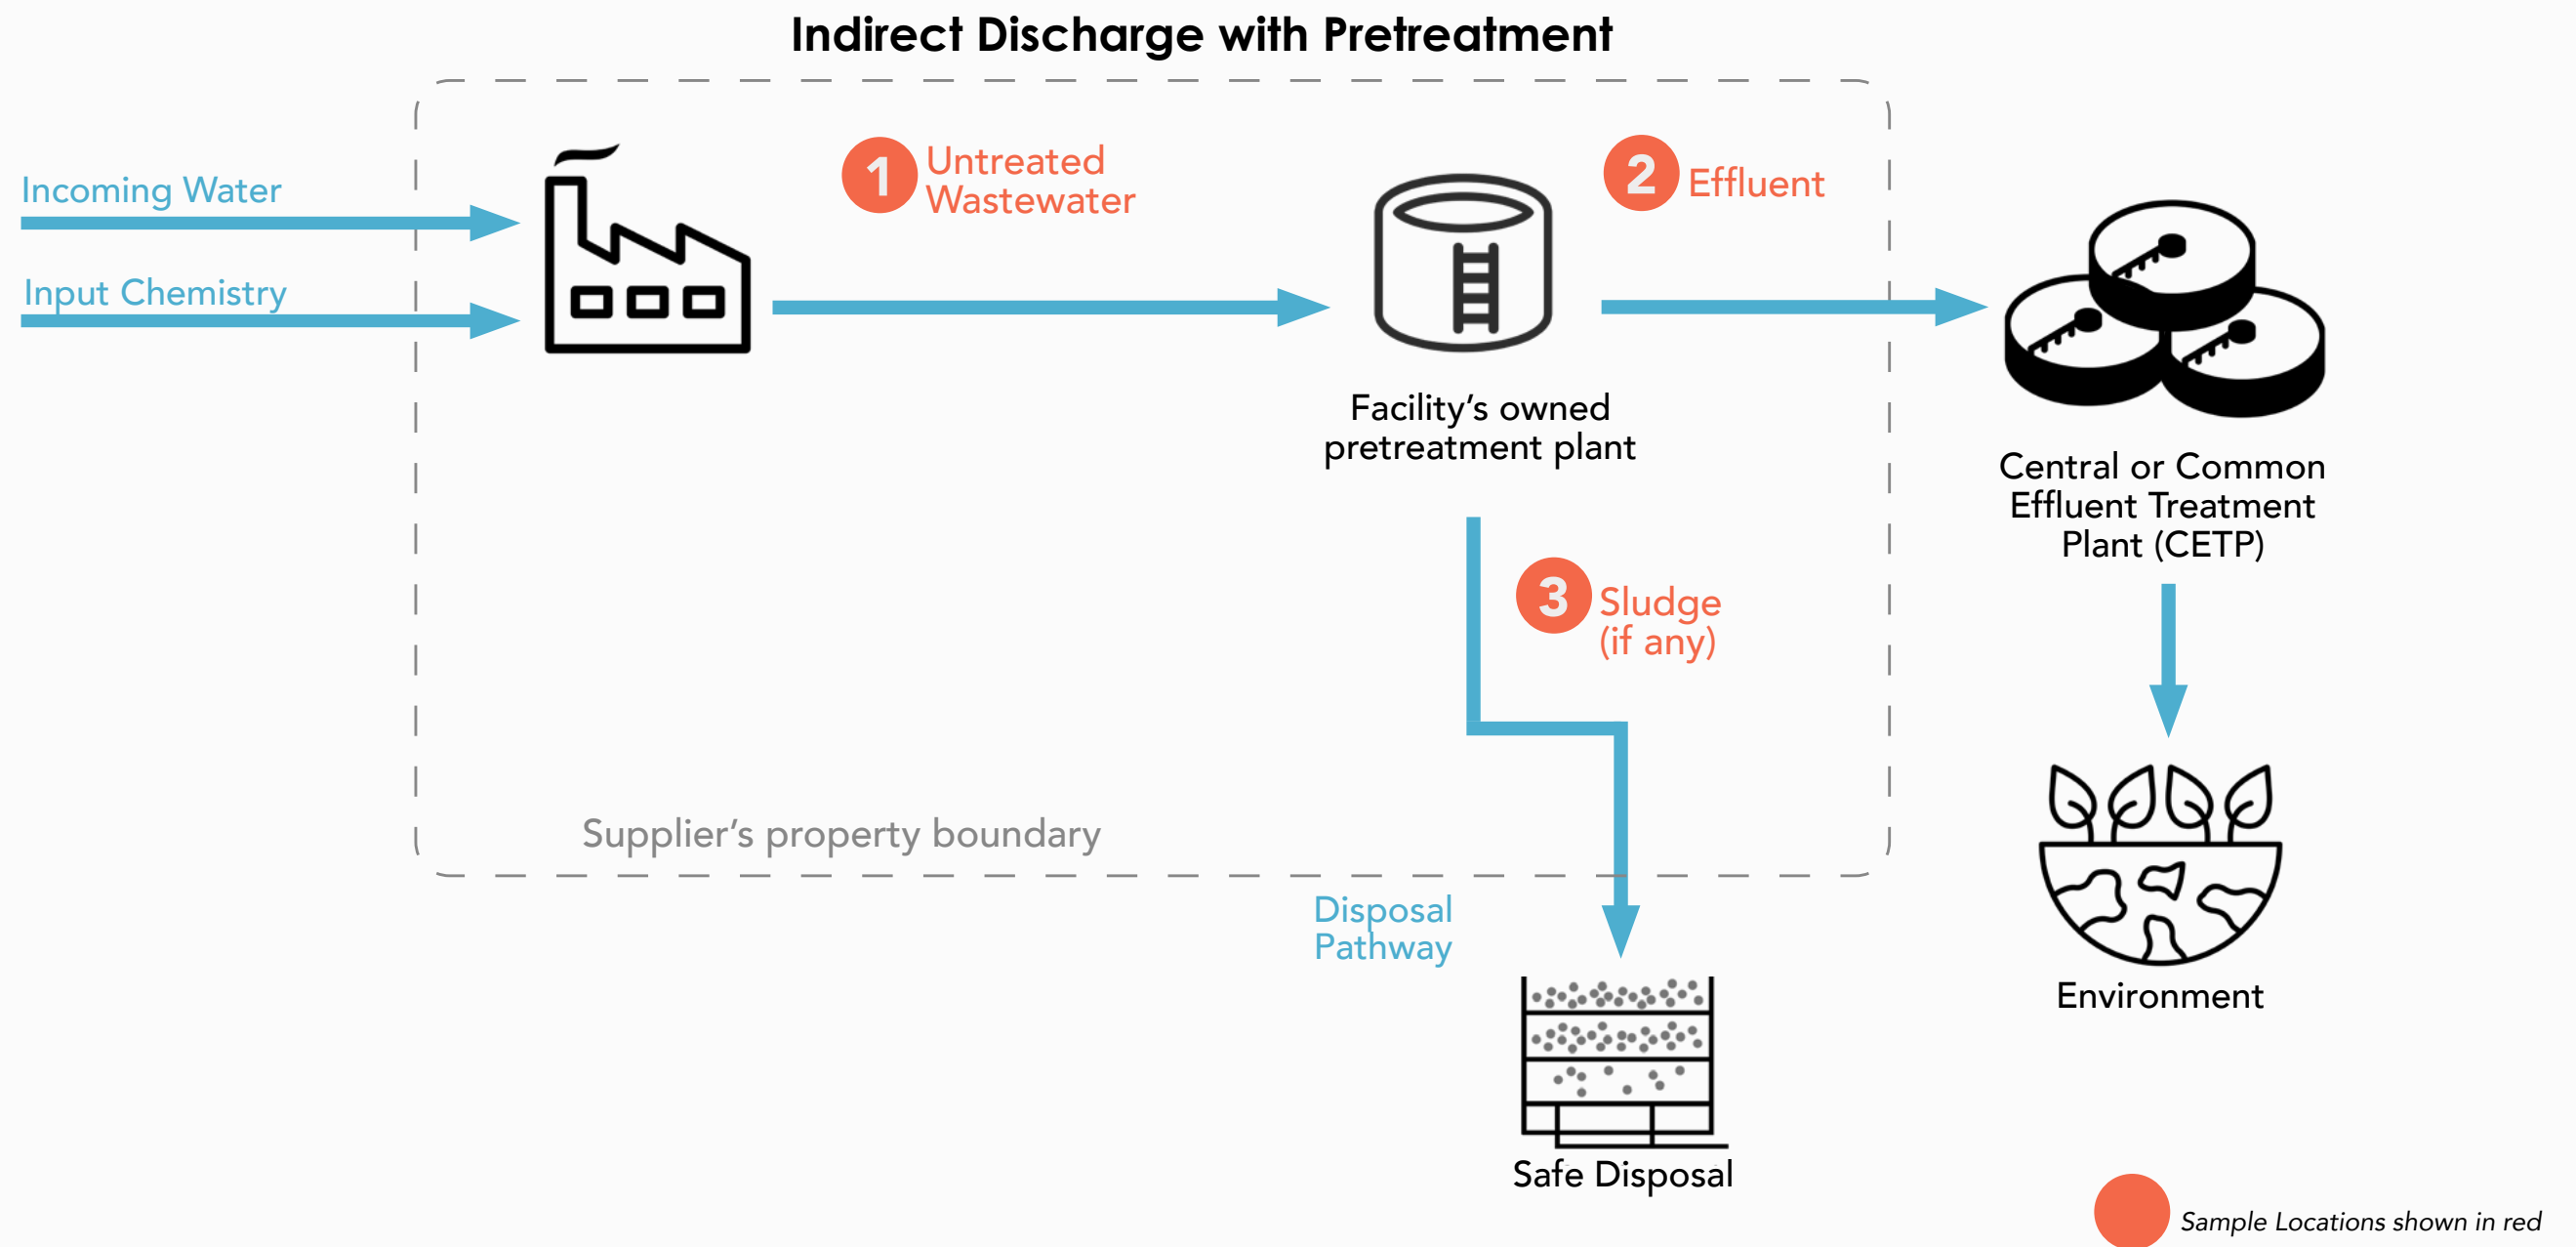 Indirect Discharge with Pretreatment
Incoming Water
Input Chemistry
1
Untreated
Wastewater
2
Effluent
Facility’s owned
pretreatment plant
Central or Common
Effluent Treatment
Plant (CETP)
3
Sludge
(if any)
Supplier’s property boundary
Disposal
Pathway
Environment
Safe Disposal
Sample Locations shown in red